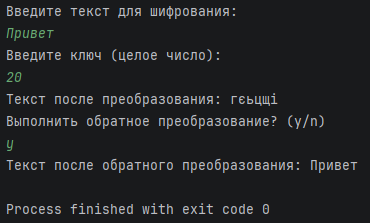 Введите текст для шифрования:
Привет
Введите ключ (целое число):
20
Текст после преобразования: гєьцщі
Выполнить обратное преобразование? (y/n)
y
Текст после обратного преобразования: Привет
Process finished with exit code 0